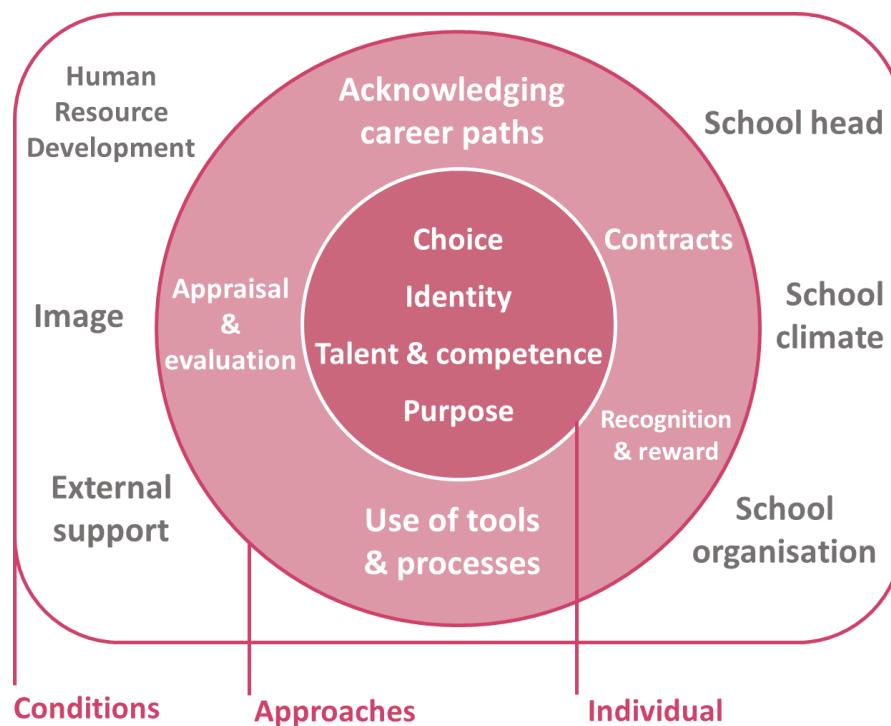 Human
Resource
Development
Acknowledging
career paths
School head
Choice
Contracts
Identity
Appraisal
&
evaluation
Image
School
climate
Talent & competence
Purpose
Recognition
& reward
External
support
Use of tools
& processes
School
organisation
Conditions
Approaches
Individual